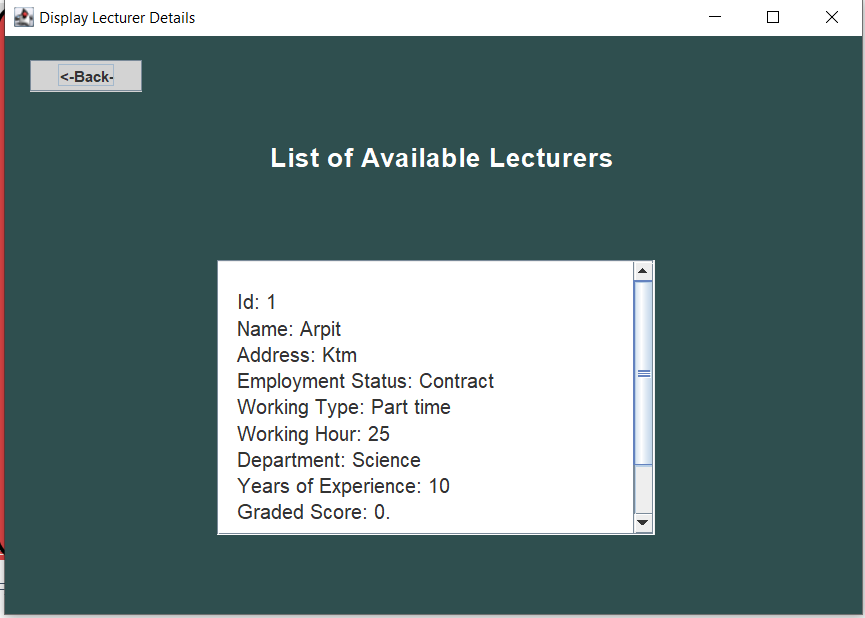 Display Lecturer Details
<-Back-
List of Available Lecturers
Id: 1
Name: Arpit
Address: Ktm
Employment Status: Contract
Working Type: Part time
Working Hour: 25
Department: Science
Years of Experience: 10
Graded Score: 0.